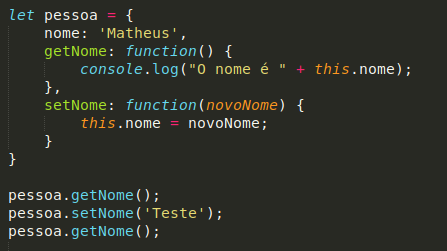 let pessoa = {
    nome: 'Matheus',
    getNome: function() {
        console.log("O nome é " + this.nome);
    },
    setNome: function(novoNome) {
        this.nome = novoNome;
    }
}

pessoa.getNome();
pessoa.setNome('Teste');
pessoa.getNome();